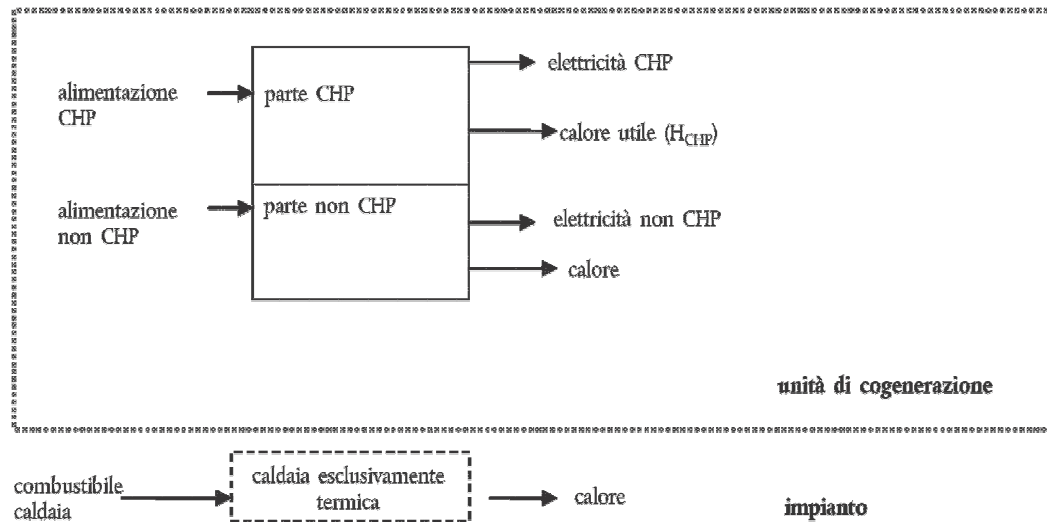 elettricità CHP
alimentazione
CHP
parte CHP
calore utile (H_CHP)
alimentazione
non CHP
parte non CHP
elettricità non CHP
calore
unità di cogenerazione
combustibile
caldaia
caldaia esclusivamente
termica
calore
impianto